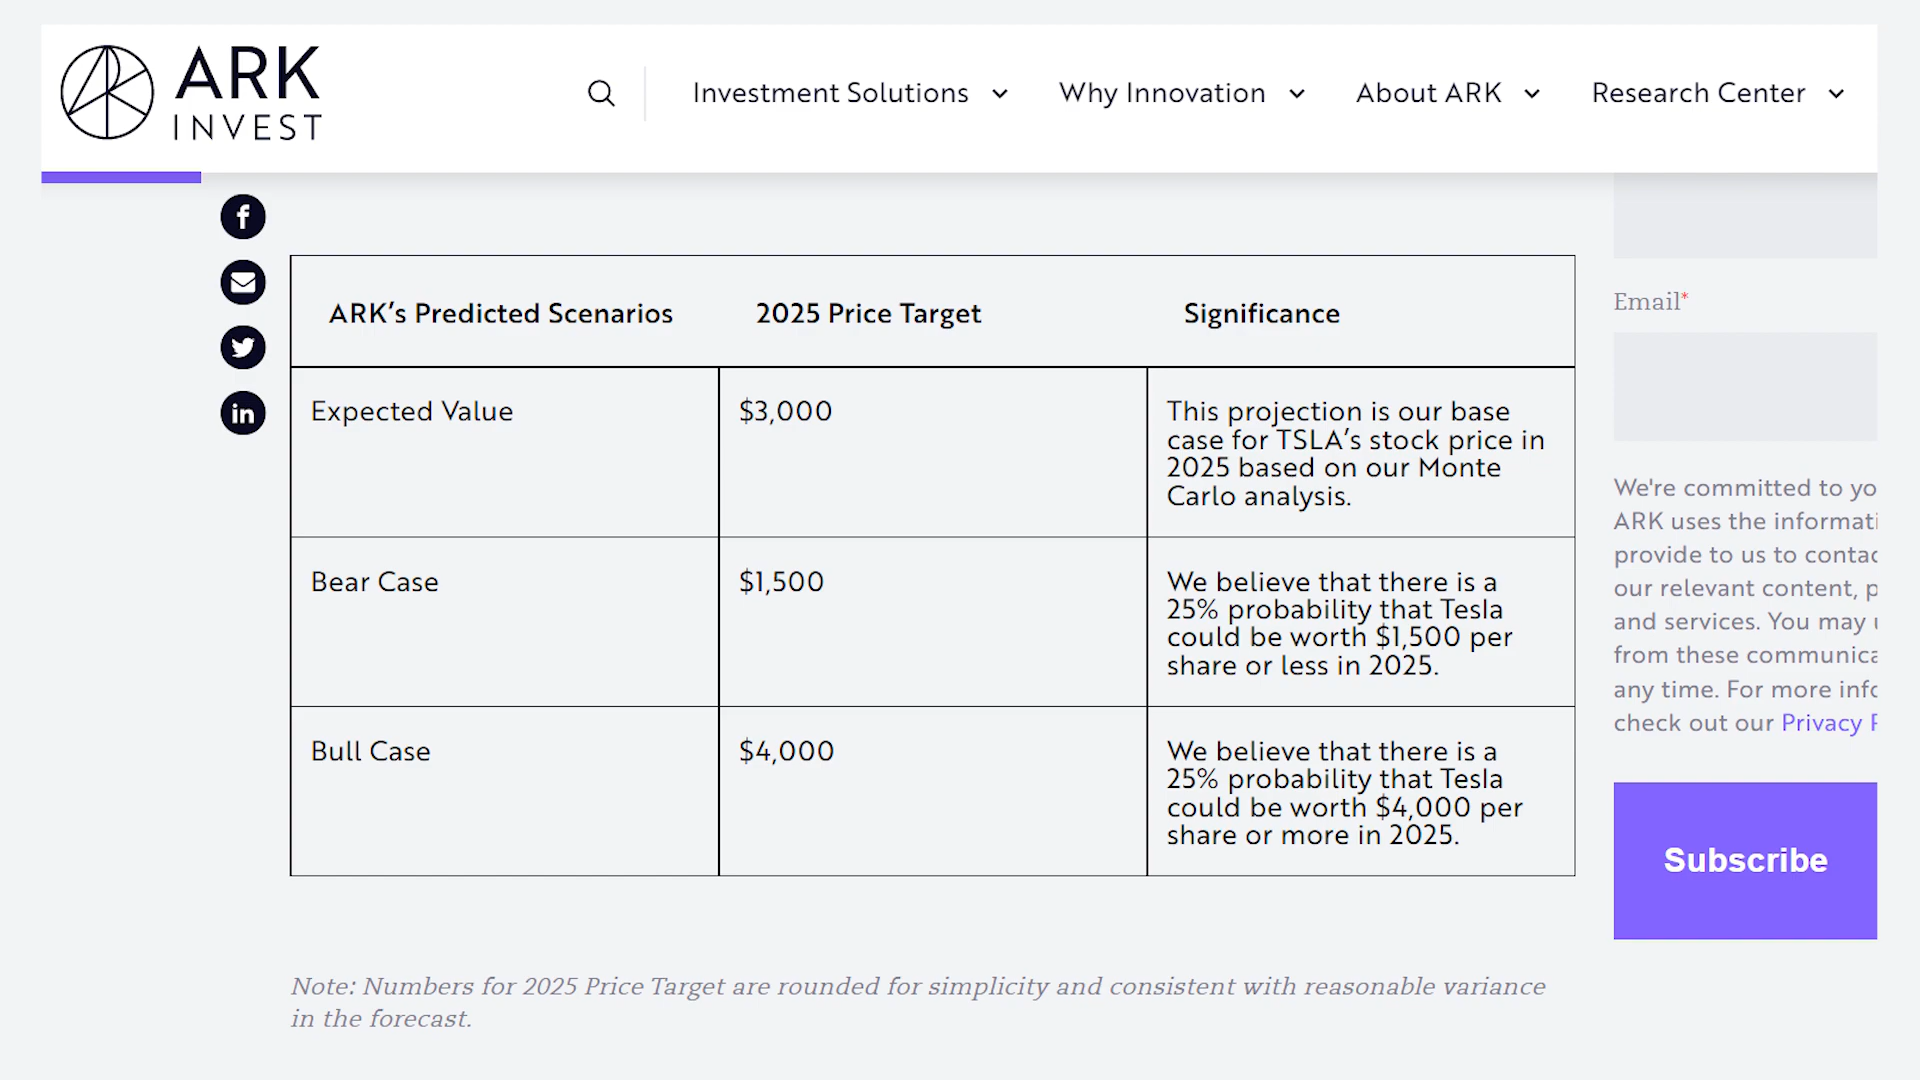 ARK
INVEST
Investment Solutions
Why Innovation
About ARK
Research Center
ARK’s Predicted Scenarios
2025 Price Target
Significance
Expected Value
$3,000
This projection is our base
case for TSLA’s stock price in
2025 based on our Monte
Carlo analysis.
Bear Case
$1,500
We believe that there is a
25% probability that Tesla
could be worth $1,500 per
share or less in 2025.
Bull Case
$4,000
We believe that there is a
25% probability that Tesla
could be worth $4,000 per
share or more in 2025.
Note: Numbers for 2025 Price Target are rounded for simplicity and consistent with reasonable variance
in the forecast.
Email*
We're committed to yo
ARK uses the informati
provide to us to contac
our relevant content, p
and services. You may
from these communica
any time. For more info
check out our Privacy
Subscribe